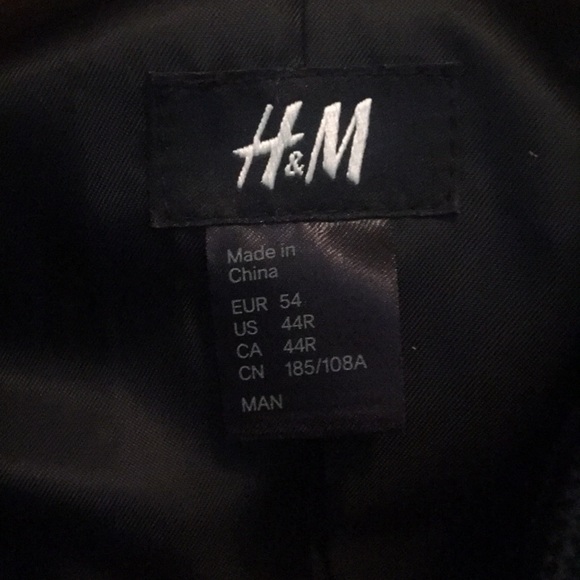 H&M
Made in
China
EUR 54
US 44R
CA 44R
CN 185/108A
MAN